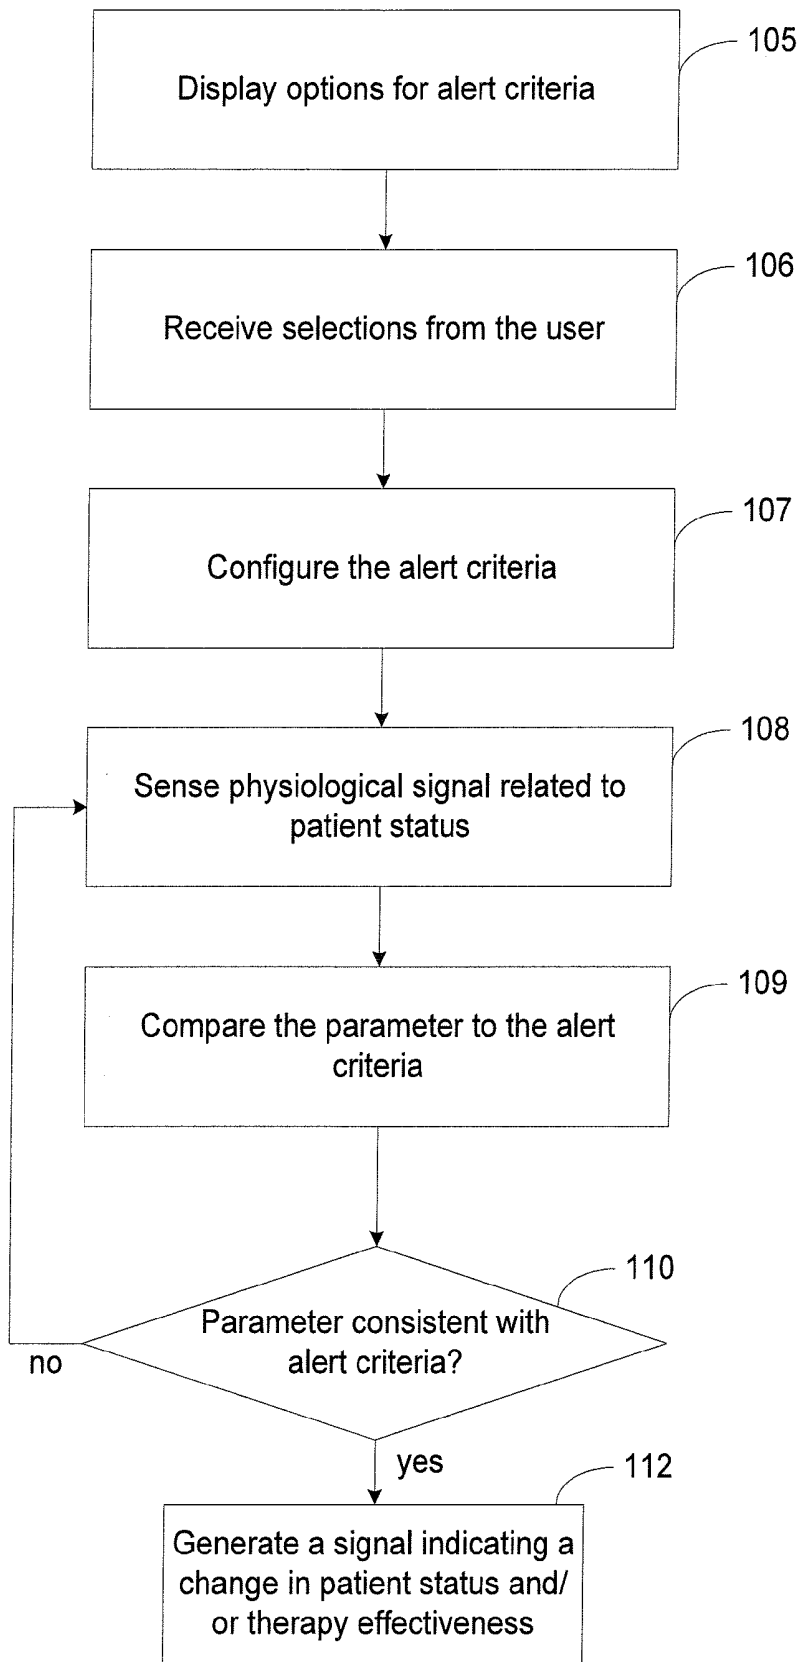 105
Display options for alert criteria
106
Receive selections from the user
107
Configure the alert criteria
108
Sense physiological signal related to
patient status
109
Compare the parameter to the alert
criteria
110
Parameter consistent with
alert criteria?
no
yes
112
Generate a signal indicating a
change in patient status and/
or therapy effectiveness